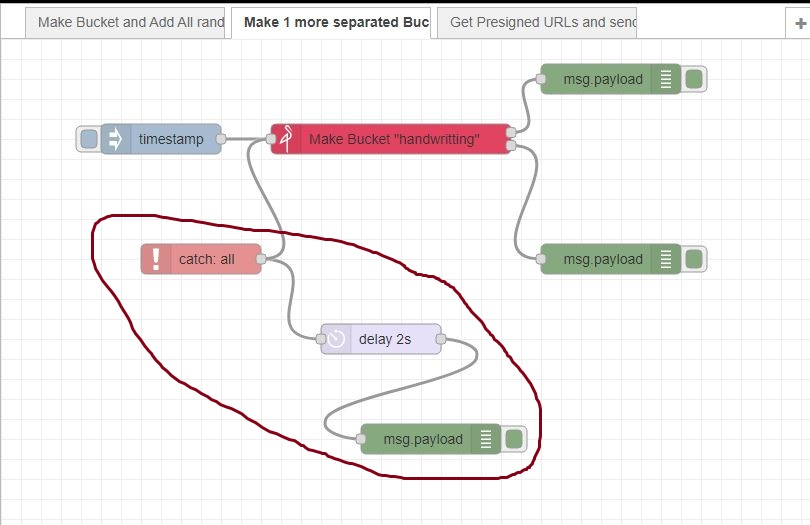 Make Bucket and Add All rand
Make 1 more separated Buc
Get Presigned URLs and send
msg.payload
timestamp
Make Bucket "handwritting"
catch: all
msg.payload
delay 2s
msg.payload